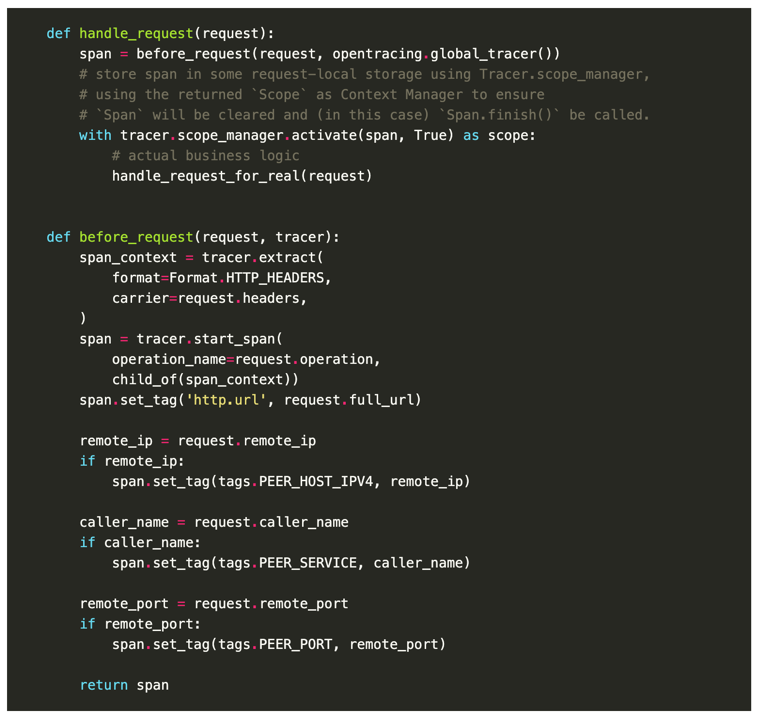 def handle_request(request):
    span = before_request(request, opentracing.global_tracer())
    # store span in some request-local storage using Tracer.scope_manager,
    # using the returned `Scope` as Context Manager to ensure
    # `Span` will be cleared and (in this case) `Span.finish()` be called.
    with tracer.scope_manager.activate(span, True) as scope:
        # actual business logic
        handle_request_for_real(request)


def before_request(request, tracer):
    span_context = tracer.extract(
        format=Format.HTTP_HEADERS,
        carrier=request.headers,
    )
    span = tracer.start_span(
        operation_name=request.operation,
        child_of(span_context))
    span.set_tag('http.url', request.full_url)

    remote_ip = request.remote_ip
    if remote_ip:
        span.set_tag(tags.PEER_HOST_IPV4, remote_ip)

    caller_name = request.caller_name
    if caller_name:
        span.set_tag(tags.PEER_SERVICE, caller_name)

    remote_port = request.remote_port
    if remote_port:
        span.set_tag(tags.PEER_PORT, remote_port)

    return span